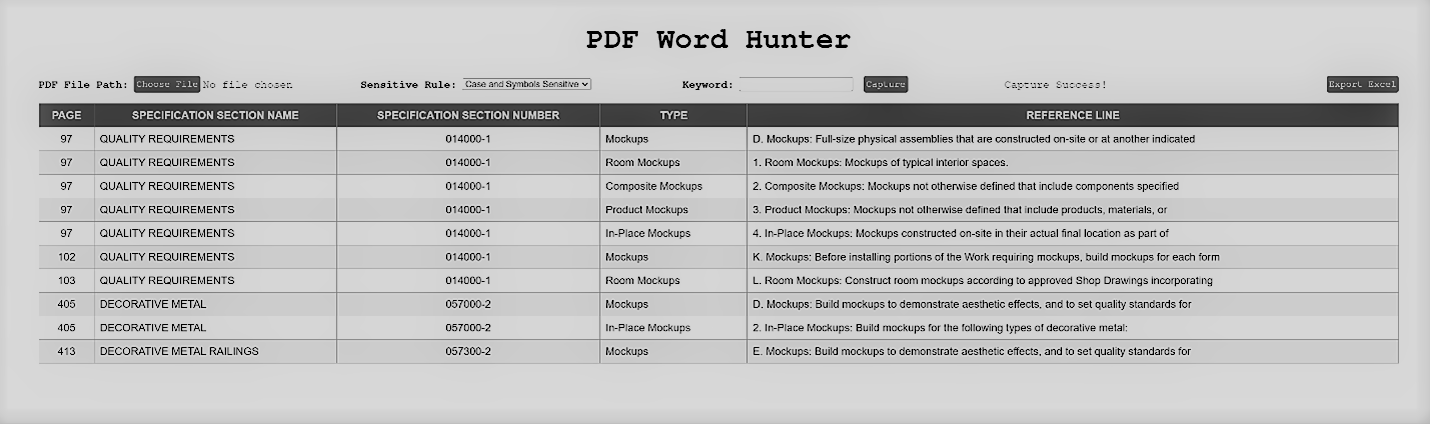 PDF Word Hunter
PDF File Path: Choose File No file chosen Sensitive Rule: Case and Symbols Sensitive Keyword: Capture Capture Success! Export Excel
PAGE SPECIFICATION SECTION NAME SPECIFICATION SECTION NUMBER TYPE REFERENCE LINE
97 QUALITY REQUIREMENTS 014000-1 Mockups D. Mockups: Full-size physical assemblies that are constructed on-site or at another indicated
97 QUALITY REQUIREMENTS 014000-1 Room Mockups 1. Room Mockups: Mockups of typical interior spaces.
97 QUALITY REQUIREMENTS 014000-1 Composite Mockups 2. Composite Mockups: Mockups not otherwise defined that include components specified
97 QUALITY REQUIREMENTS 014000-1 Product Mockups 3. Product Mockups: Mockups not otherwise defined that include products, materials, or
97 QUALITY REQUIREMENTS 014000-1 In-Place Mockups 4. In-Place Mockups: Mockups constructed on-site in their actual final location as part of
102 QUALITY REQUIREMENTS 014000-1 Mockups K. Mockups: Before installing portions of the Work requiring mockups, build mockups for each form
103 QUALITY REQUIREMENTS 014000-1 Room Mockups L. Room Mockups: Construct room mockups according to approved Shop Drawings incorporating
405 DECORATIVE METAL 057000-2 Mockups D. Mockups: Build mockups to demonstrate aesthetic effects, and to set quality standards for
405 DECORATIVE METAL 057000-2 In-Place Mockups 2. In-Place Mockups: Build mockups for the following types of decorative metal:
413 DECORATIVE METAL RAILINGS 057300-2 Mockups E. Mockups: Build mockups to demonstrate aesthetic effects, and to set quality standards for